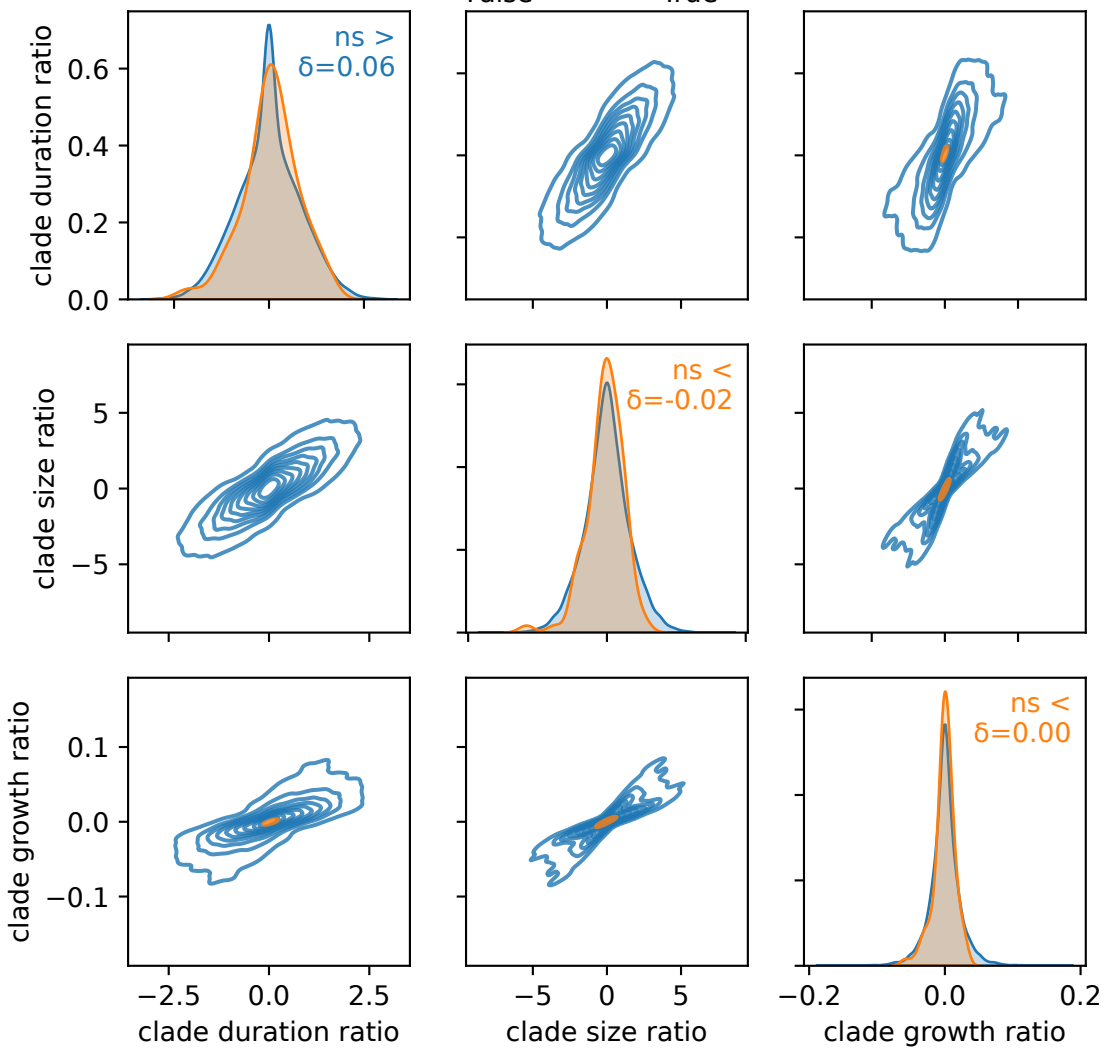 True
clade duration ratio
0.6
0.4
0.2
0.0
ns >
δ=0.06
clade size ratio
5
0
−5
ns <
δ=-0.02
clade growth ratio
0.1
0.0
−0.1
ns <
δ=0.00
−2.5 0.0 2.5
−5 0 5
−0.2 0.0 0.2
clade duration ratio
clade size ratio
clade growth ratio